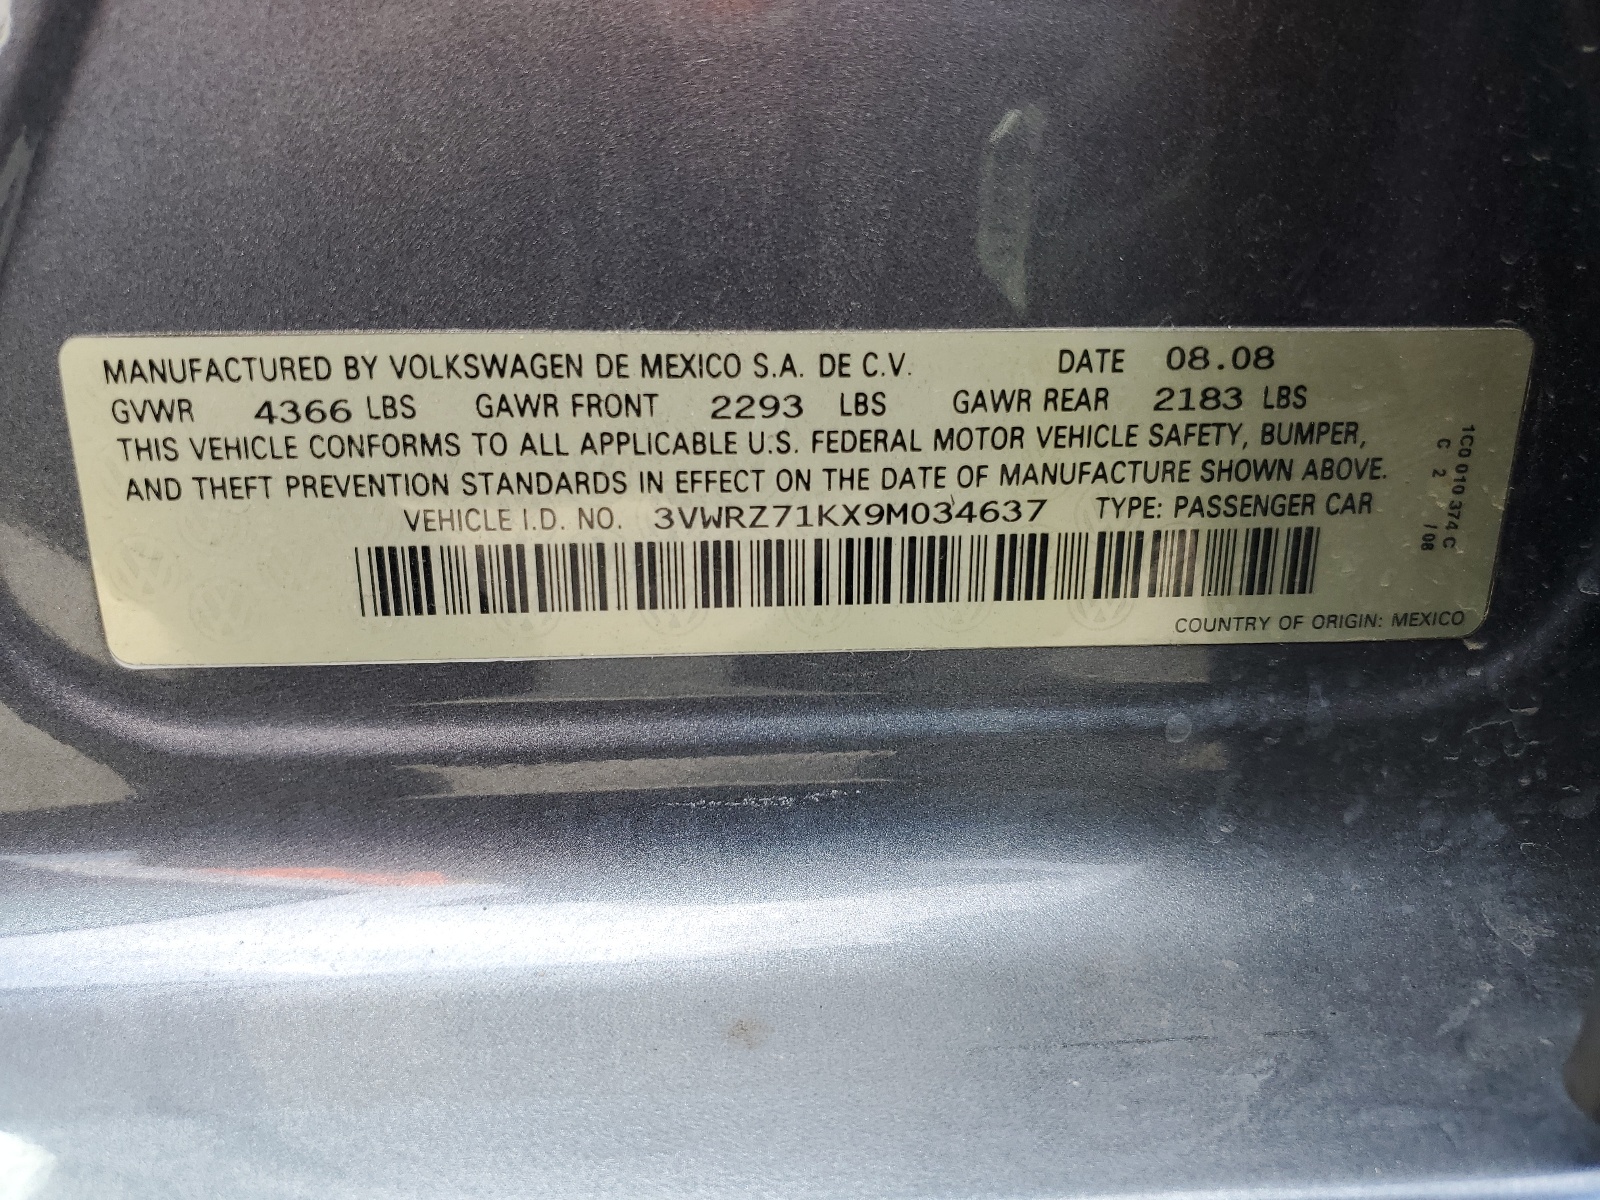 MANUFACTURED BY VOLKSWAGEN DE MEXICO S.A. DE C.V. DATE 08.08
GVWR 4366 LBS GAWR FRONT 2293 LBS GAWR REAR 2183 LBS
THIS VEHICLE CONFORMS TO ALL APPLICABLE U.S. FEDERAL MOTOR VEHICLE SAFETY, BUMPER,
AND THEFT PREVENTION STANDARDS IN EFFECT ON THE DATE OF MANUFACTURE SHOWN ABOVE.
VEHICLE I.D. NO. 3VWRZ71KX9M034637 TYPE: PASSENGER CAR
COUNTRY OF ORIGIN: MEXICO
1C0 010 374 C
C 2 / 08